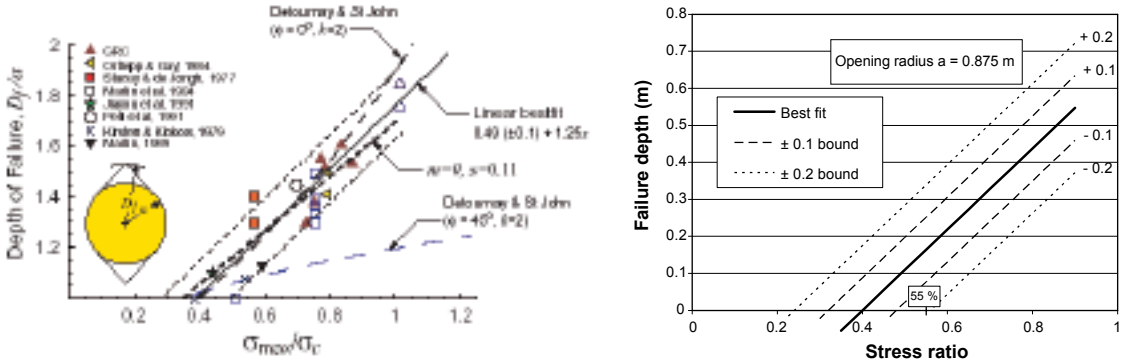 Detournay & St John
(φ = 0°, k=2)
Depth of Failure, Df/a
2
1.8
1.6
1.4
1.2
GRC
Ortlepp & Gay, 1984
Stacey & de Jongh, 1977
Martin et al. 1994
1991
Pelli et al. 1991
1979
Martin, 1989
Df
Linear bestfit
0.49 (±0.1) + 1.25x
m=0, s=0.11
Detournay & St John
k=2)
0.2
0.4
0.6
0.8
1
1.2
σmax/σc
0.8
0.7
0.6
0.5
0.4
0.3
0.2
0.1
0
Failure depth (m)
Opening radius a = 0.875 m
Best fit
± 0.1 bound
± 0.2 bound
+ 0.2
+ 0.1
- 0.1
- 0.2
55 %
0
0.2
0.4
0.6
0.8
1
Stress ratio